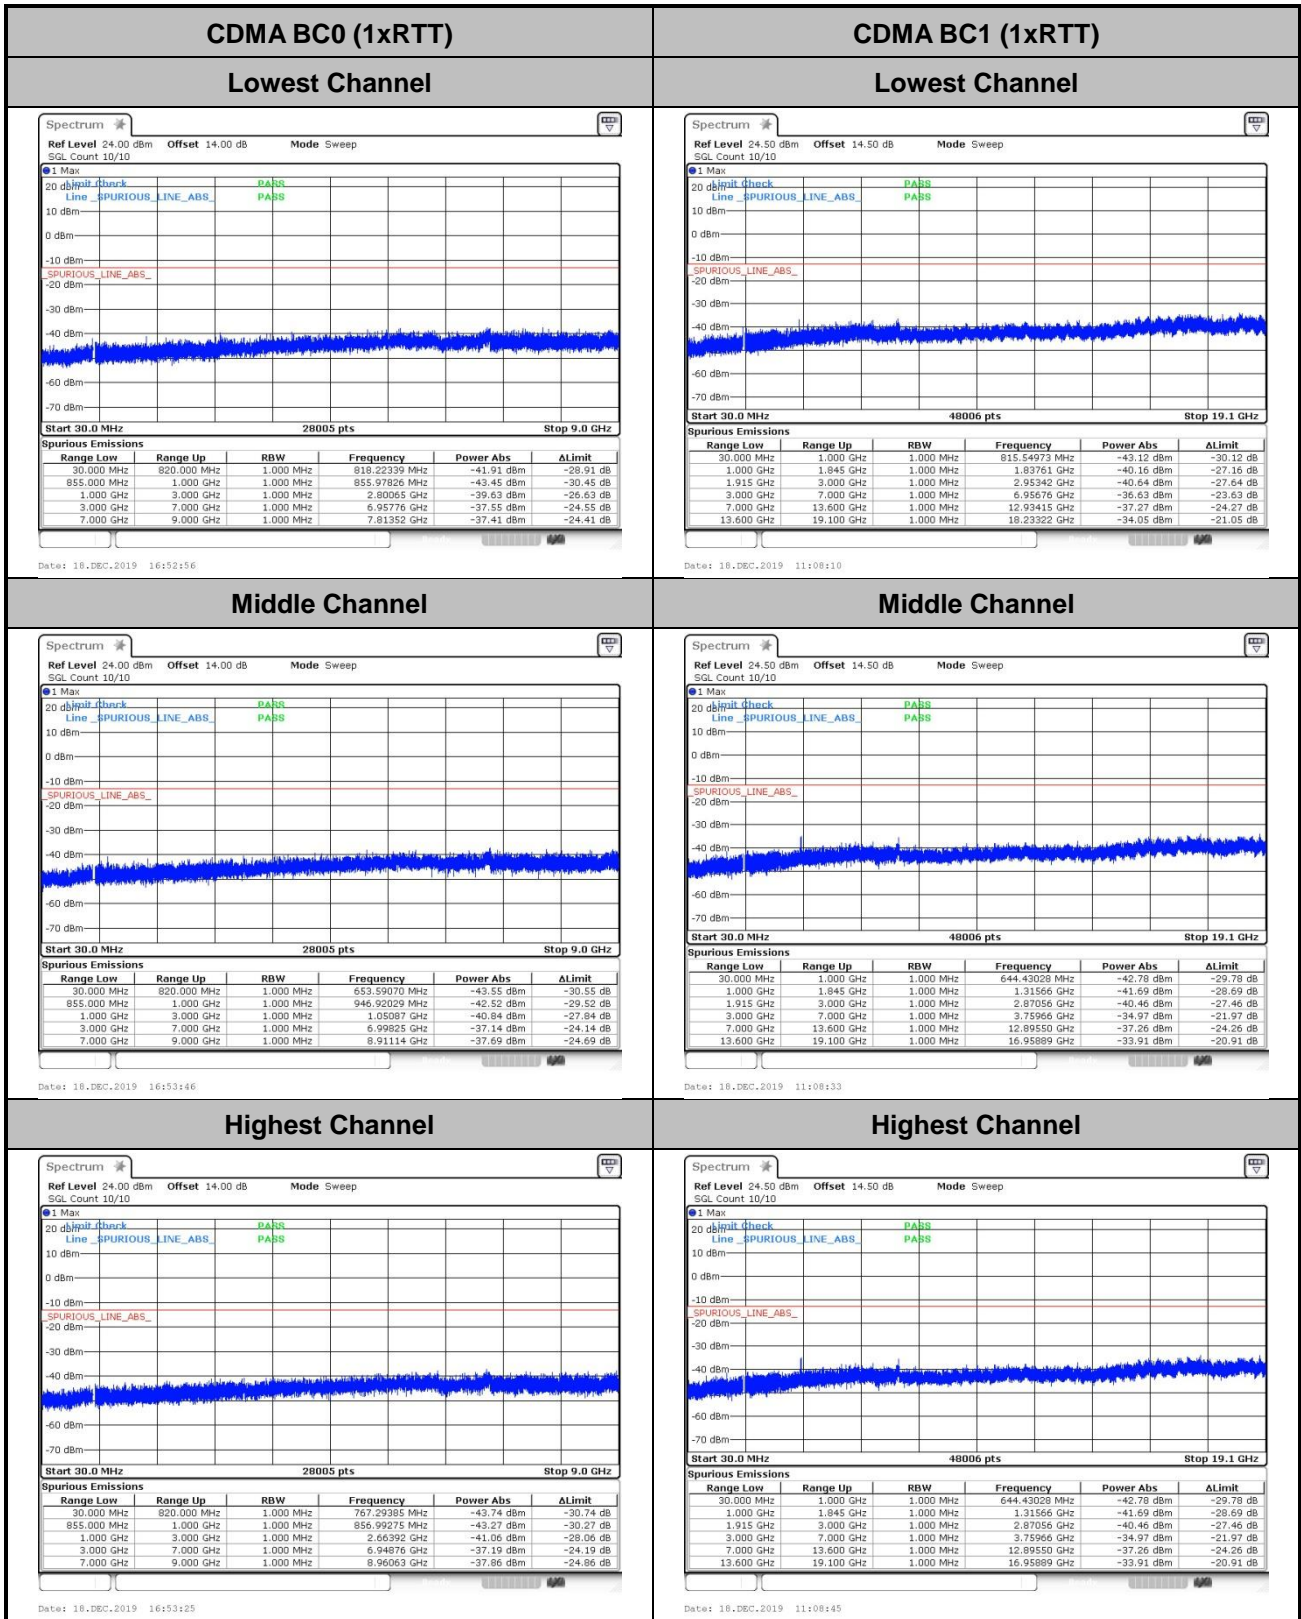 CDMA BC0 (1xRTT)
CDMA BC1 (1xRTT)
Lowest Channel
Lowest Channel
Spectrum
Ref Level 24.00 dBm Offset 14.00 dB Mode Sweep
SGL Count 10/10
1 Max
20 dBm Limit Check PASS
Line _SPURIOUS_LINE_ABS_ PASS
10 dBm
0 dBm
-10 dBm
_SPURIOUS_LINE_ABS_
-20 dBm
-30 dBm
-40 dBm
-60 dBm
-70 dBm
Start 30.0 MHz 28005 pts Stop 9.0 GHz
Spurious Emissions
Range Low Range Up RBW Frequency Power Abs ΔLimit
30.000 MHz 820.000 MHz 1.000 MHz 818.22339 MHz -41.91 dBm -28.91 dB
855.000 MHz 1.000 GHz 1.000 MHz 855.97826 MHz -43.45 dBm -30.45 dB
1.000 GHz 3.000 GHz 1.000 MHz 2.80065 GHz -39.63 dBm -26.63 dB
3.000 GHz 7.000 GHz 1.000 MHz 6.95776 GHz -37.55 dBm -24.55 dB
7.000 GHz 9.000 GHz 1.000 MHz 7.81352 GHz -37.41 dBm -24.41 dB
Date: 18.DEC.2019 16:52:56
Spectrum
Ref Level 24.50 dBm Offset 14.50 dB Mode Sweep
SGL Count 10/10
1 Max
20 dBm Limit Check PASS
Line _SPURIOUS_LINE_ABS_ PASS
10 dBm
0 dBm
-10 dBm
_SPURIOUS_LINE_ABS_
-20 dBm
-30 dBm
-40 dBm
-60 dBm
-70 dBm
Start 30.0 MHz 48006 pts Stop 19.1 GHz
Spurious Emissions
Range Low Range Up RBW Frequency Power Abs ΔLimit
30.000 MHz 1.000 GHz 1.000 MHz 815.54973 MHz -43.12 dBm -30.12 dB
1.000 GHz 1.845 GHz 1.000 MHz 1.83761 GHz -40.16 dBm -27.16 dB
1.915 GHz 3.000 GHz 1.000 MHz 2.95342 GHz -40.64 dBm -27.64 dB
3.000 GHz 7.000 GHz 1.000 MHz 6.95676 GHz -36.63 dBm -23.63 dB
7.000 GHz 13.600 GHz 1.000 MHz 12.93415 GHz -37.27 dBm -24.27 dB
13.600 GHz 19.100 GHz 1.000 MHz 18.23322 GHz -34.05 dBm -21.05 dB
Date: 18.DEC.2019 11:08:10
Middle Channel
Middle Channel
Spectrum
Ref Level 24.00 dBm Offset 14.00 dB Mode Sweep
SGL Count 10/10
1 Max
20 dBm Limit Check PASS
Line _SPURIOUS_LINE_ABS_ PASS
10 dBm
0 dBm
-10 dBm
_SPURIOUS_LINE_ABS_
-20 dBm
-30 dBm
-40 dBm
-60 dBm
-70 dBm
Start 30.0 MHz 28005 pts Stop 9.0 GHz
Spurious Emissions
Range Low Range Up RBW Frequency Power Abs ΔLimit
30.000 MHz 820.000 MHz 1.000 MHz 653.59070 MHz -43.55 dBm -30.55 dB
855.000 MHz 1.000 GHz 1.000 MHz 946.92029 MHz -42.52 dBm -29.52 dB
1.000 GHz 3.000 GHz 1.000 MHz 1.05087 GHz -40.84 dBm -27.84 dB
3.000 GHz 7.000 GHz 1.000 MHz 6.99825 GHz -37.14 dBm -24.14 dB
7.000 GHz 9.000 GHz 1.000 MHz 8.91114 GHz -37.69 dBm -24.69 dB
Date: 18.DEC.2019 16:53:46
Spectrum
Ref Level 24.50 dBm Offset 14.50 dB Mode Sweep
SGL Count 10/10
1 Max
20 dBm Limit Check PASS
Line _SPURIOUS_LINE_ABS_ PASS
10 dBm
0 dBm
-10 dBm
_SPURIOUS_LINE_ABS_
-20 dBm
-30 dBm
-40 dBm
-60 dBm
-70 dBm
Start 30.0 MHz 48006 pts Stop 19.1 GHz
Spurious Emissions
Range Low Range Up RBW Frequency Power Abs ΔLimit
30.000 MHz 1.000 GHz 1.000 MHz 644.43028 MHz -42.78 dBm -29.78 dB
1.000 GHz 1.845 GHz 1.000 MHz 1.31566 GHz -41.69 dBm -28.69 dB
1.915 GHz 3.000 GHz 1.000 MHz 2.87056 GHz -40.46 dBm -27.46 dB
3.000 GHz 7.000 GHz 1.000 MHz 3.75966 GHz -34.97 dBm -21.97 dB
7.000 GHz 13.600 GHz 1.000 MHz 12.89550 GHz -37.26 dBm -24.26 dB
13.600 GHz 19.100 GHz 1.000 MHz 16.95889 GHz -33.91 dBm -20.91 dB
Date: 18.DEC.2019 11:08:33
Highest Channel
Highest Channel
Spectrum
Ref Level 24.00 dBm Offset 14.00 dB Mode Sweep
SGL Count 10/10
1 Max
20 dBm Limit Check PASS
Line _SPURIOUS_LINE_ABS_ PASS
10 dBm
0 dBm
-10 dBm
_SPURIOUS_LINE_ABS_
-20 dBm
-30 dBm
-40 dBm
-60 dBm
-70 dBm
Start 30.0 MHz 28005 pts Stop 9.0 GHz
Spurious Emissions
Range Low Range Up RBW Frequency Power Abs ΔLimit
30.000 MHz 820.000 MHz 1.000 MHz 767.29385 MHz -43.74 dBm -30.74 dB
855.000 MHz 1.000 GHz 1.000 MHz 856.99275 MHz -43.27 dBm -30.27 dB
1.000 GHz 3.000 GHz 1.000 MHz 2.66392 GHz -41.06 dBm -28.06 dB
3.000 GHz 7.000 GHz 1.000 MHz 6.94876 GHz -37.19 dBm -24.19 dB
7.000 GHz 9.000 GHz 1.000 MHz 8.96063 GHz -37.86 dBm -24.86 dB
Date: 18.DEC.2019 16:53:25
Spectrum
Ref Level 24.50 dBm Offset 14.50 dB Mode Sweep
SGL Count 10/10
1 Max
20 dBm Limit Check PASS
Line _SPURIOUS_LINE_ABS_ PASS
10 dBm
0 dBm
-10 dBm
_SPURIOUS_LINE_ABS_
-20 dBm
-30 dBm
-40 dBm
-60 dBm
-70 dBm
Start 30.0 MHz 48006 pts Stop 19.1 GHz
Spurious Emissions
Range Low Range Up RBW Frequency Power Abs ΔLimit
30.000 MHz 1.000 GHz 1.000 MHz 644.43028 MHz -42.78 dBm -29.78 dB
1.000 GHz 1.845 GHz 1.000 MHz 1.31566 GHz -41.69 dBm -28.69 dB
1.915 GHz 3.000 GHz 1.000 MHz 2.87056 GHz -40.46 dBm -27.46 dB
3.000 GHz 7.000 GHz 1.000 MHz 3.75966 GHz -34.97 dBm -21.97 dB
7.000 GHz 13.600 GHz 1.000 MHz 12.89550 GHz -37.26 dBm -24.26 dB
13.600 GHz 19.100 GHz 1.000 MHz 16.95889 GHz -33.91 dBm -20.91 dB
Date: 18.DEC.2019 11:08:45